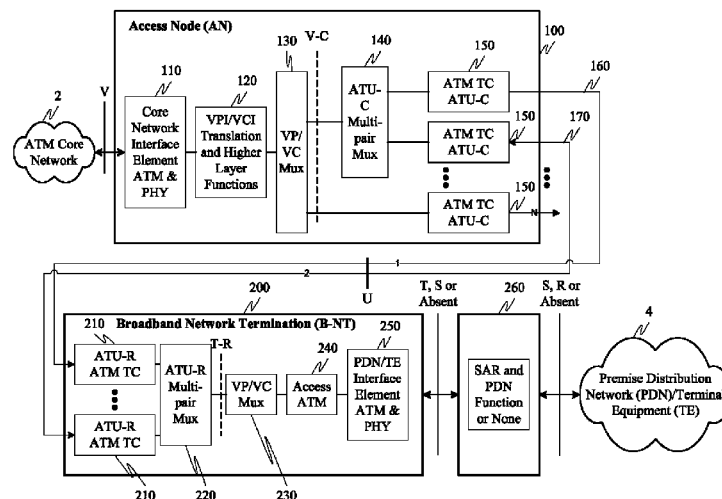 Access Node (AN)
130
V-C
140
150
100
160
V
110
120
2
ATM Core
Network
Core
Network
Interface
Element
ATM &
PHY
VPI/VCI
Translation
and Higher
Layer
Functions
VP/
VC
Mux
ATU-
C
Multi-
pair
Mux
ATM TC
ATU-C
150
170
ATM TC
ATU-C
150
ATM TC
ATU-C
N
1
2
U
200
T, S or
Absent
260
S, R or
Absent
Broadband Network Termination (B-NT)
210
T-R
240
250
4
ATU-R
ATM TC
ATU-R
ATM TC
ATU-R
Multi-
pair
Mux
VP/VC
Mux
Access
ATM
PDN/TE
Interface
Element
ATM &
PHY
SAR and
PDN
Function
or None
Premise Distribution
Network (PDN)/Terminal
Equipment (TE)
210
220
230